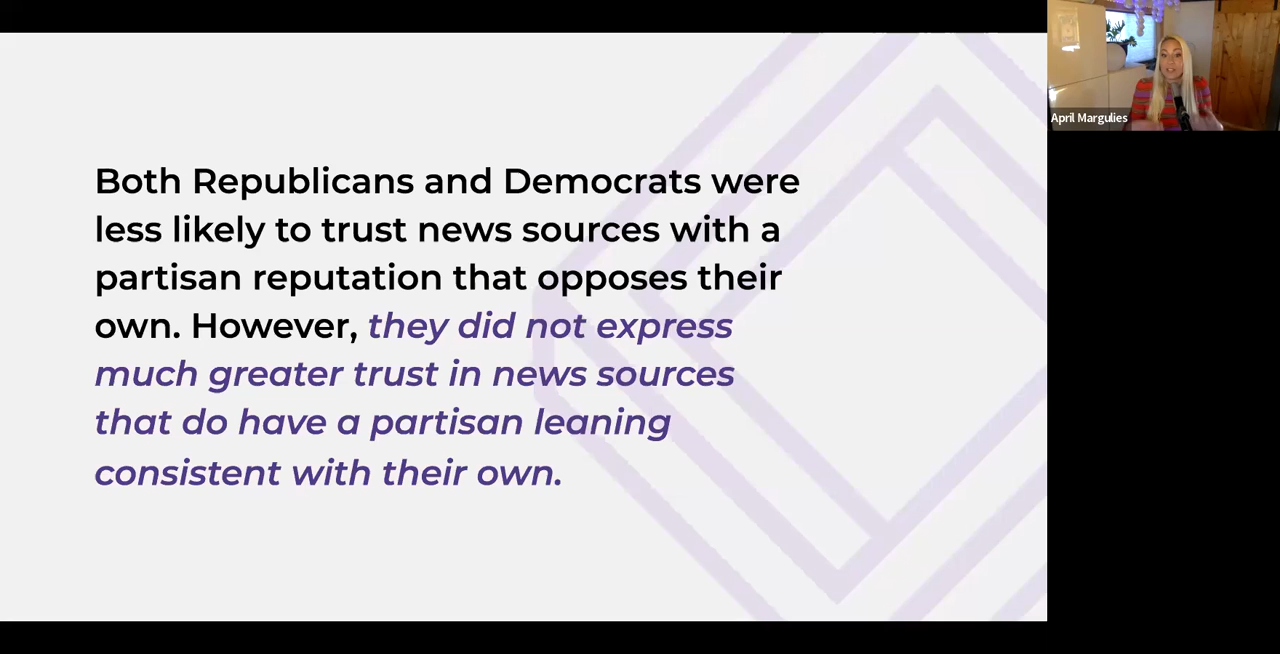 Both Republicans and Democrats were
less likely to trust news sources with a
partisan reputation that opposes their
own. However, they did not express
much greater trust in news sources
that do have a partisan leaning
consistent with their own.
April Margulies